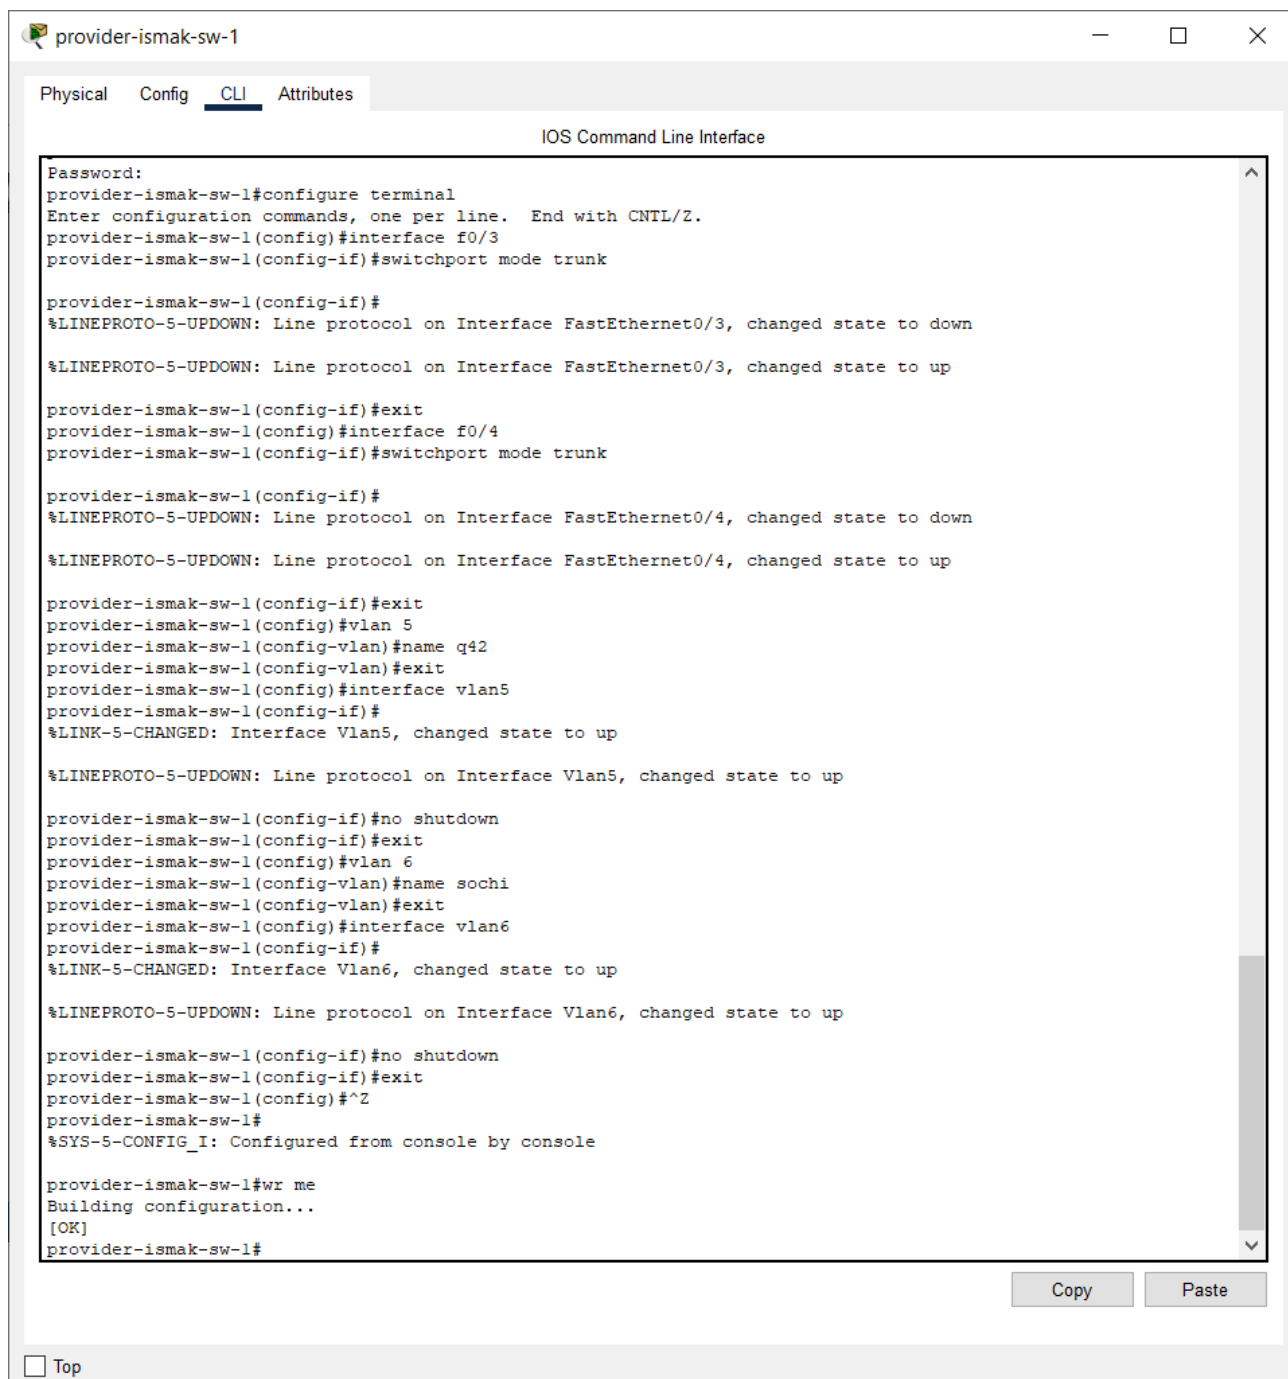 provider-ismak-sw-1
Physical Config CLI Attributes
IOS Command Line Interface
Password:
provider-ismak-sw-1#configure terminal
Enter configuration commands, one per line.  End with CNTL/Z.
provider-ismak-sw-1(config)#interface f0/3
provider-ismak-sw-1(config-if)#switchport mode trunk
provider-ismak-sw-1(config-if)#
%LINEPROTO-5-UPDOWN: Line protocol on Interface FastEthernet0/3, changed state to down
%LINEPROTO-5-UPDOWN: Line protocol on Interface FastEthernet0/3, changed state to up
provider-ismak-sw-1(config-if)#exit
provider-ismak-sw-1(config)#interface f0/4
provider-ismak-sw-1(config-if)#switchport mode trunk
provider-ismak-sw-1(config-if)#
%LINEPROTO-5-UPDOWN: Line protocol on Interface FastEthernet0/4, changed state to down
%LINEPROTO-5-UPDOWN: Line protocol on Interface FastEthernet0/4, changed state to up
provider-ismak-sw-1(config-if)#exit
provider-ismak-sw-1(config)#vlan 5
provider-ismak-sw-1(config-vlan)#name q42
provider-ismak-sw-1(config-vlan)#exit
provider-ismak-sw-1(config)#interface vlan5
provider-ismak-sw-1(config-if)#
%LINK-5-CHANGED: Interface Vlan5, changed state to up
%LINEPROTO-5-UPDOWN: Line protocol on Interface Vlan5, changed state to up
provider-ismak-sw-1(config-if)#no shutdown
provider-ismak-sw-1(config-if)#exit
provider-ismak-sw-1(config)#vlan 6
provider-ismak-sw-1(config-vlan)#name sochi
provider-ismak-sw-1(config-vlan)#exit
provider-ismak-sw-1(config)#interface vlan6
provider-ismak-sw-1(config-if)#
%LINK-5-CHANGED: Interface Vlan6, changed state to up
%LINEPROTO-5-UPDOWN: Line protocol on Interface Vlan6, changed state to up
provider-ismak-sw-1(config-if)#no shutdown
provider-ismak-sw-1(config-if)#exit
provider-ismak-sw-1(config)#^Z
provider-ismak-sw-1#
%SYS-5-CONFIG_I: Configured from console by console
provider-ismak-sw-1#wr me
Building configuration...
[OK]
provider-ismak-sw-1#
Copy Paste
Top